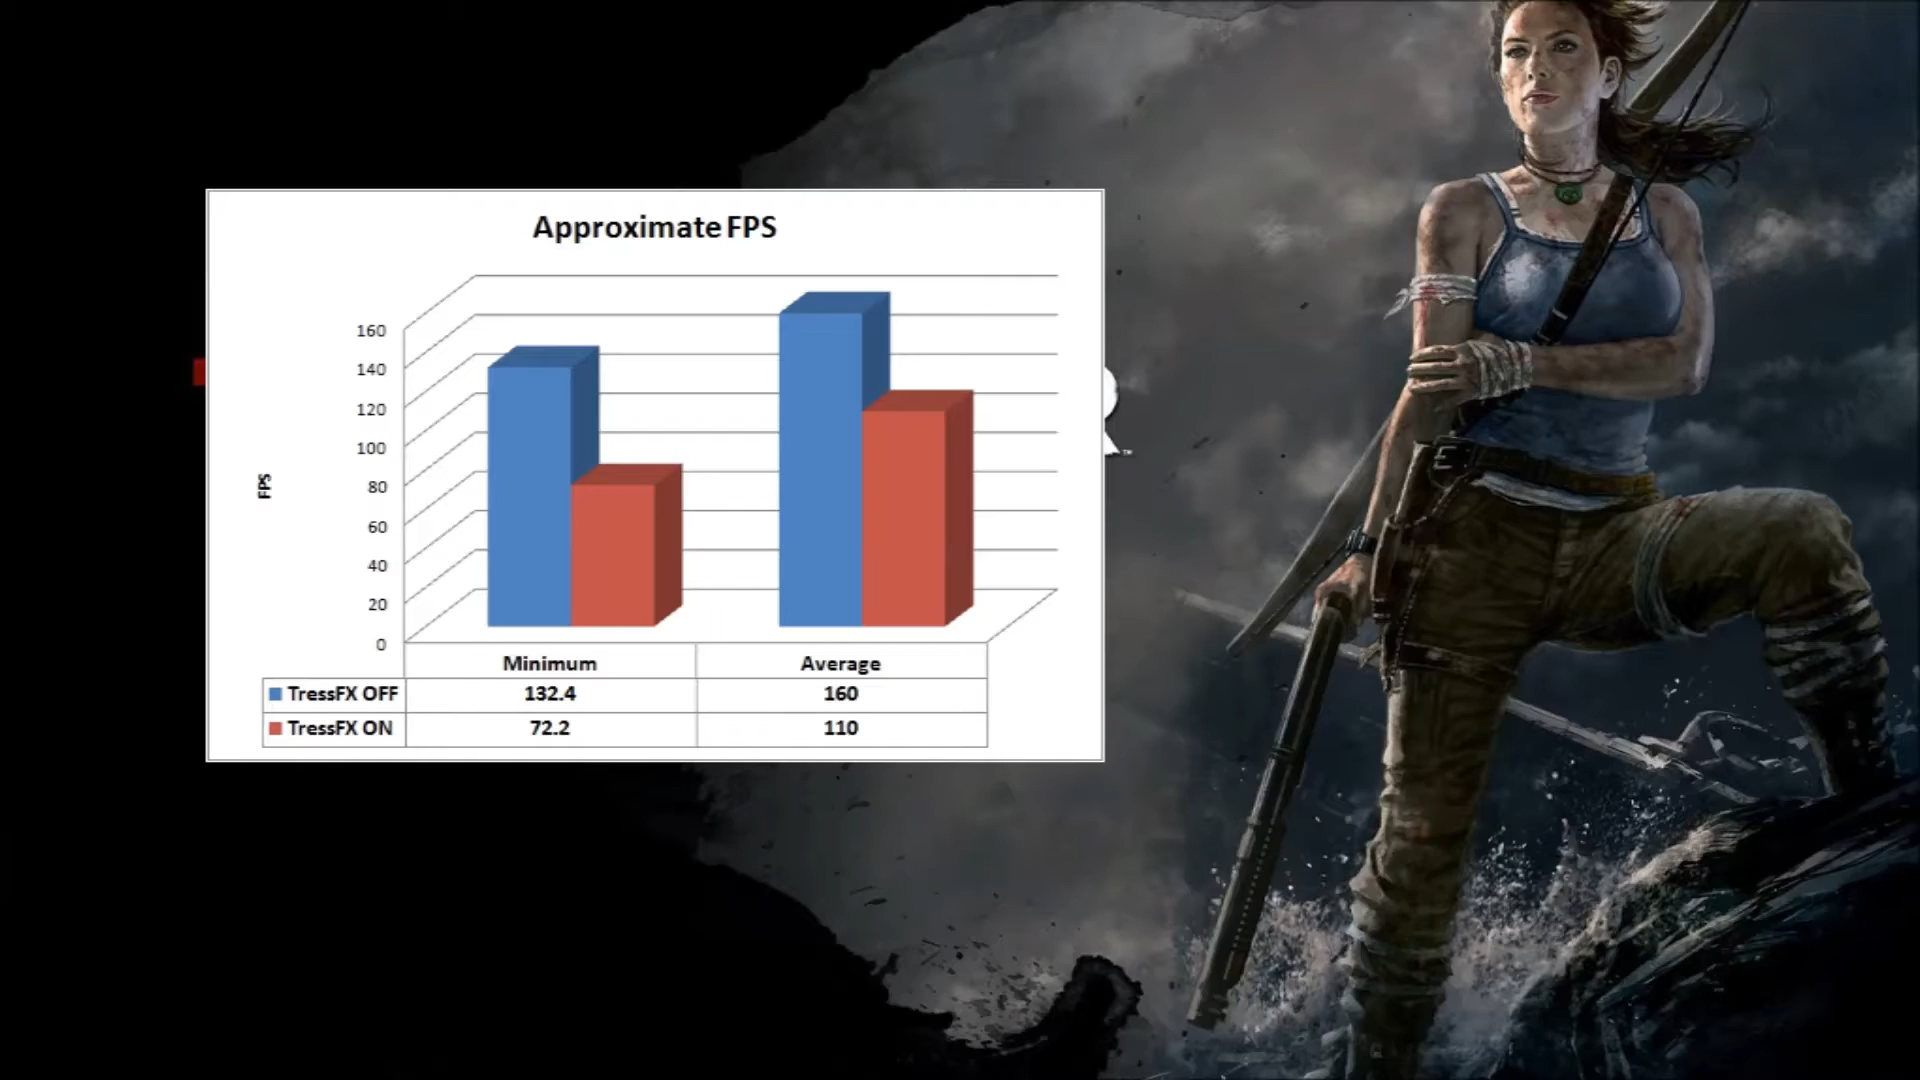 Approximate FPS
160
140
120
100
80
60
40
20
0
FPS
Minimum Average
TressFX OFF 132.4 160
TressFX ON 72.2 110
R
™